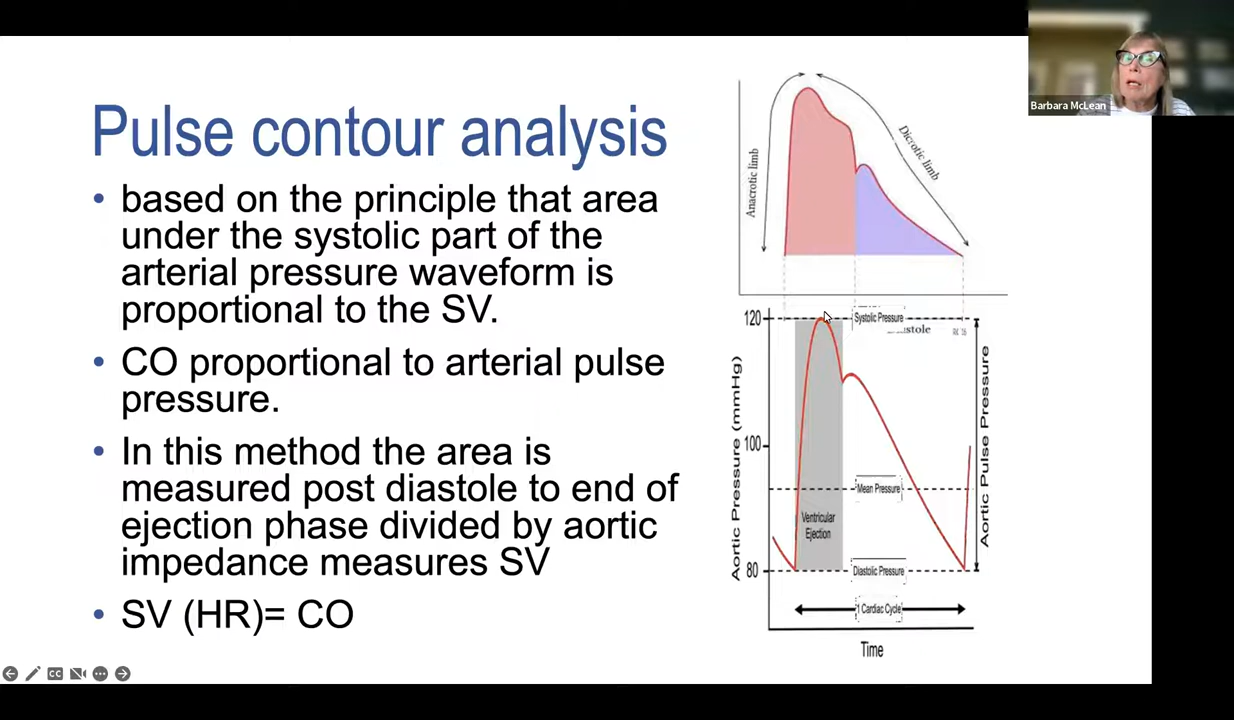 Barbara McLean
Pulse contour analysis
• based on the principle that area
under the systolic part of the
arterial pressure waveform is
proportional to the SV.
• CO proportional to arterial pulse
pressure.
• In this method the area is
measured post diastole to end of
ejection phase divided by aortic
impedance measures SV
• SV (HR)= CO
Anacrotic limb
Dicrotic limb
120
100
80
Aortic Pressure (mmHg)
Systolic Pressure
Mean Pressure
Ventricular
Ejection
Diastolic Pressure
1 Cardiac Cycle
Aortic Pulse Pressure
Time
CC